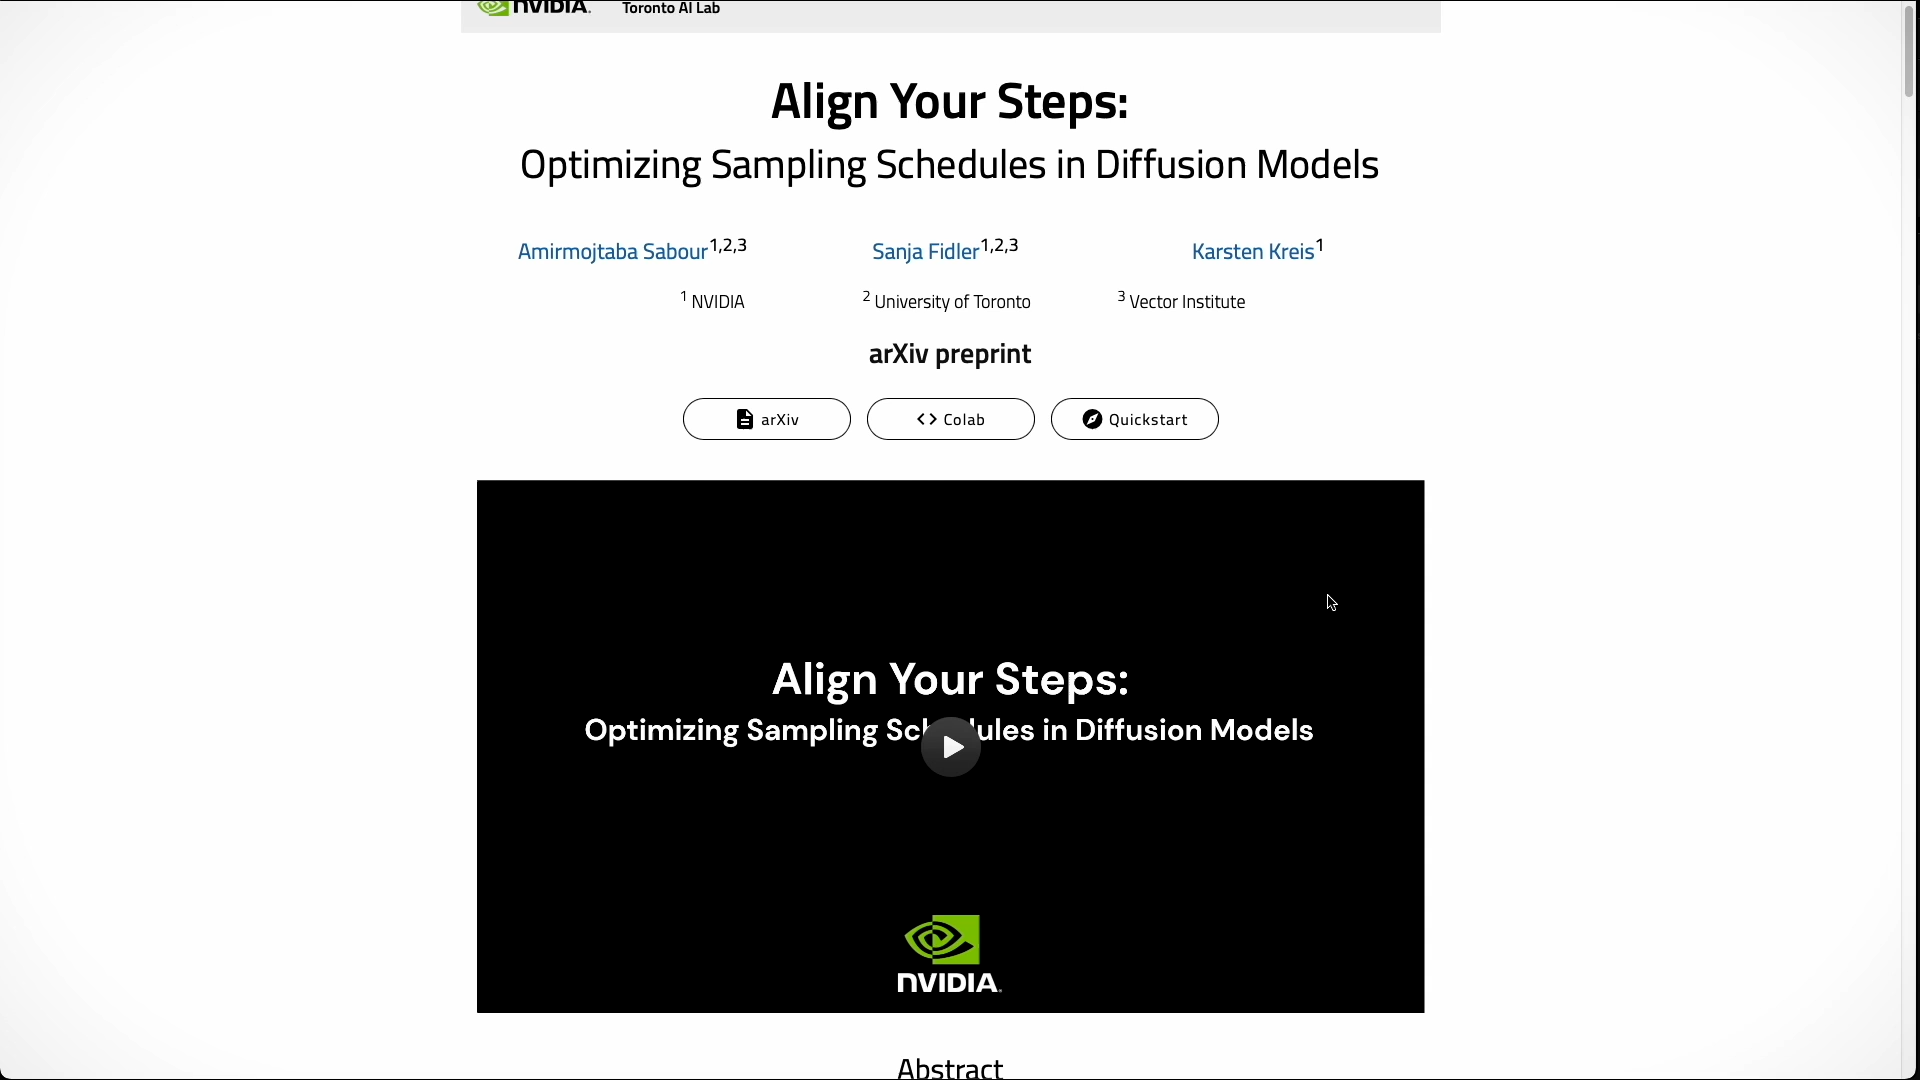 NVIDIA. Toronto AI Lab
Align Your Steps:
Optimizing Sampling Schedules in Diffusion Models
Amirmojtaba Sabour1,2,3 Sanja Fidler1,2,3 Karsten Kreis1
1 NVIDIA 2 University of Toronto 3 Vector Institute
arXiv preprint
arXiv <> Colab Quickstart
Align Your Steps:
Optimizing Sampling Sc ules in Diffusion Models
NVIDIA.
Abstract